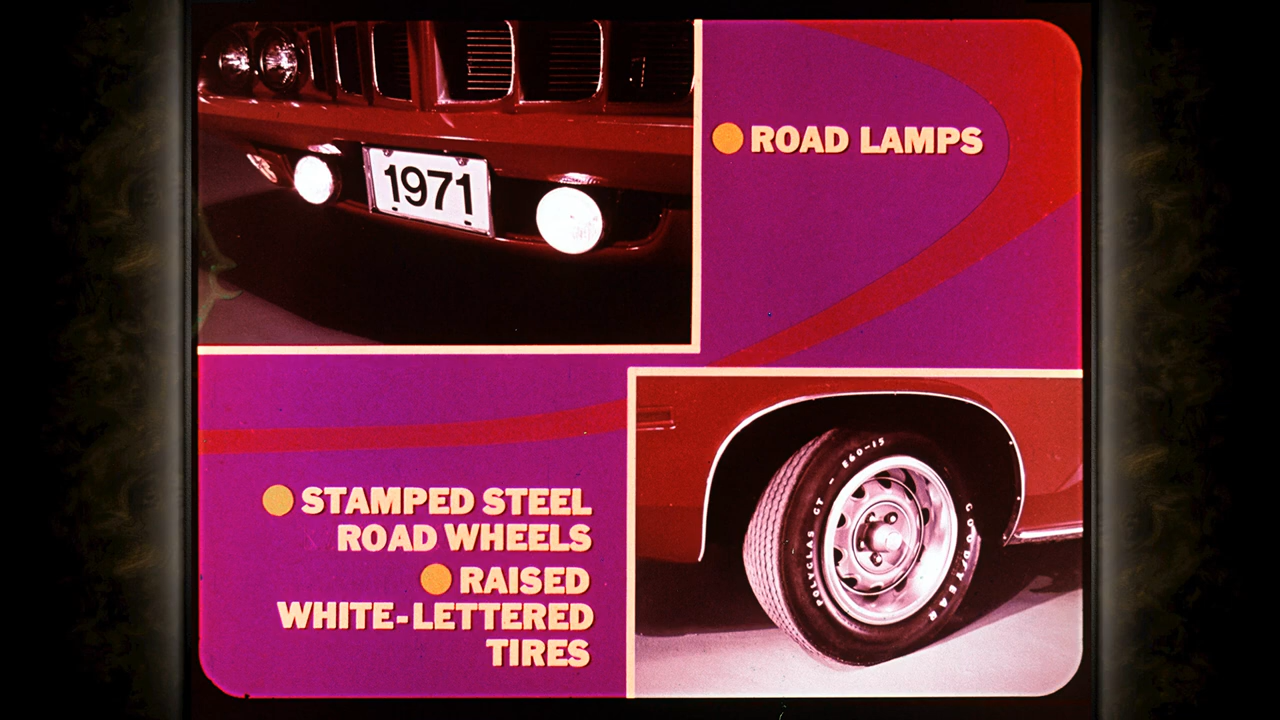 1971
ROAD LAMPS
STAMPED STEEL
ROAD WHEELS
RAISED
WHITE-LETTERED
TIRES
POLYGLAS GT - E60-15
GOODYEAR